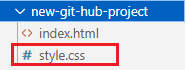 new-git-hub-project
<> index.html
# style.css